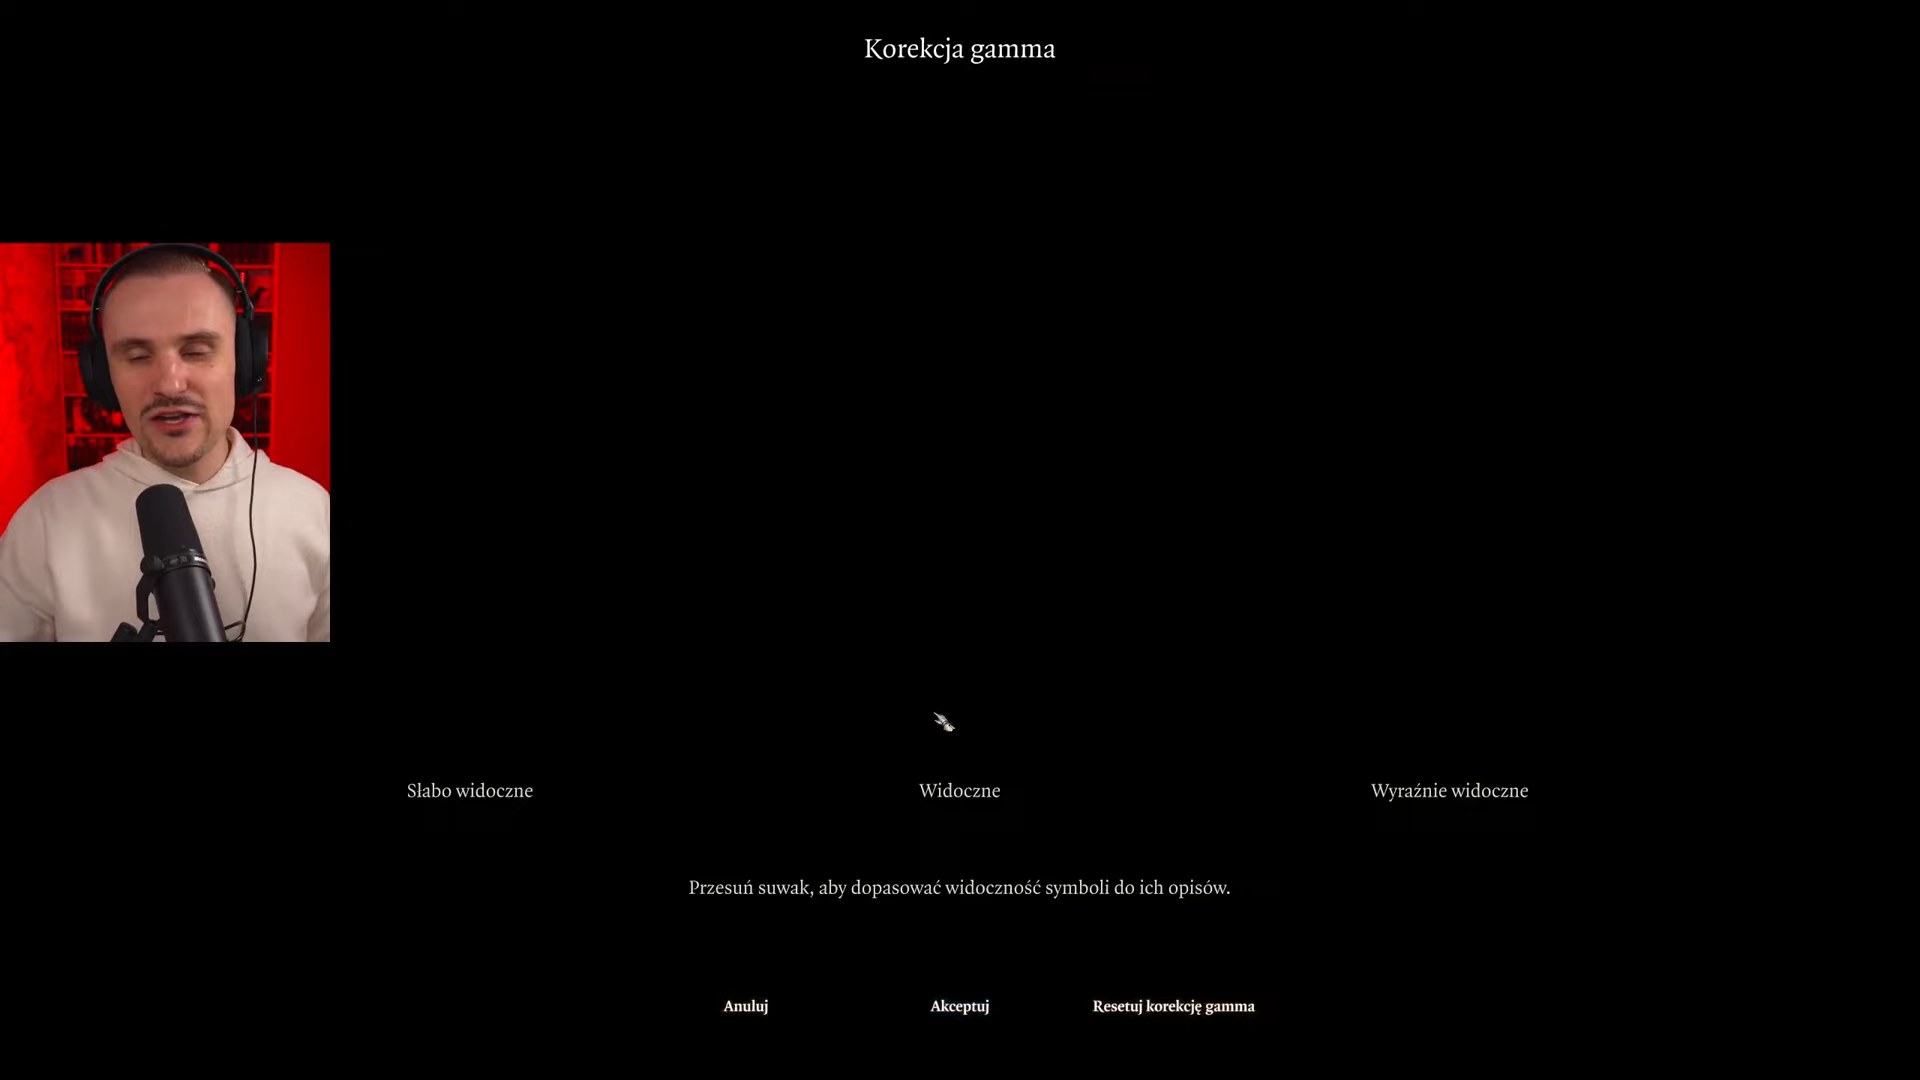 Korekcja gamma
Słabo widoczne
Widoczne
Wyraźnie widoczne
Przesuń suwak, aby dopasować widoczność symboli do ich opisów.
Anuluj
Akceptuj
Resetuj korekcję gamma